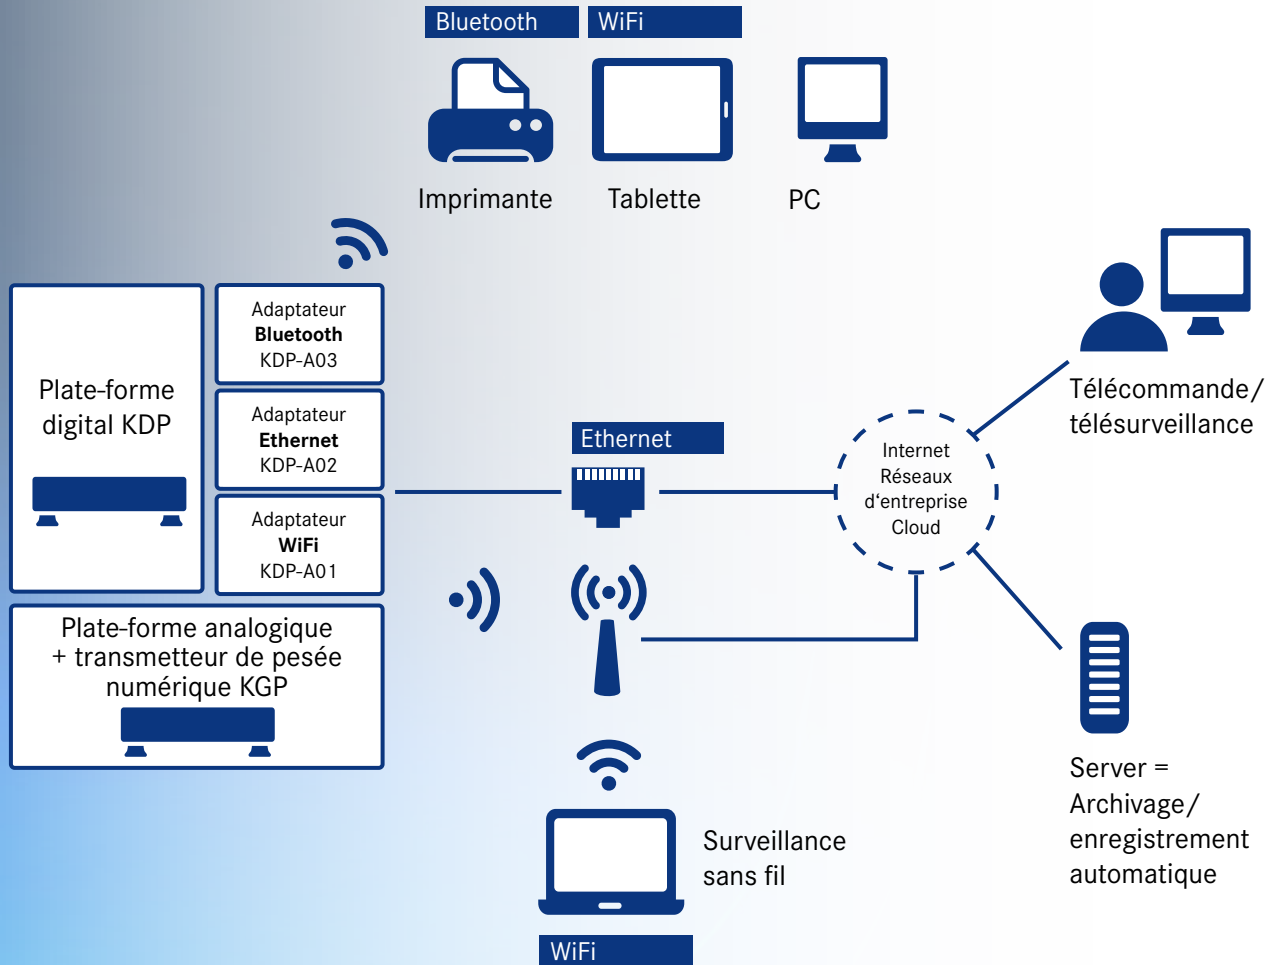 Bluetooth
WiFi
Imprimante
Tablette
PC
Plate-forme
digital KDP
Adaptateur
Bluetooth
KDP-A03
Adaptateur
Ethernet
KDP-A02
Adaptateur
WiFi
KDP-A01
Plate-forme analogique
+ transmetteur de pesée
numérique KGP
Ethernet
Internet
Réseaux
d‘entreprise
Cloud
Télécommande/
télésurveillance
Server =
Archivage/
enregistrement
automatique
Surveillance
sans fil
WiFi